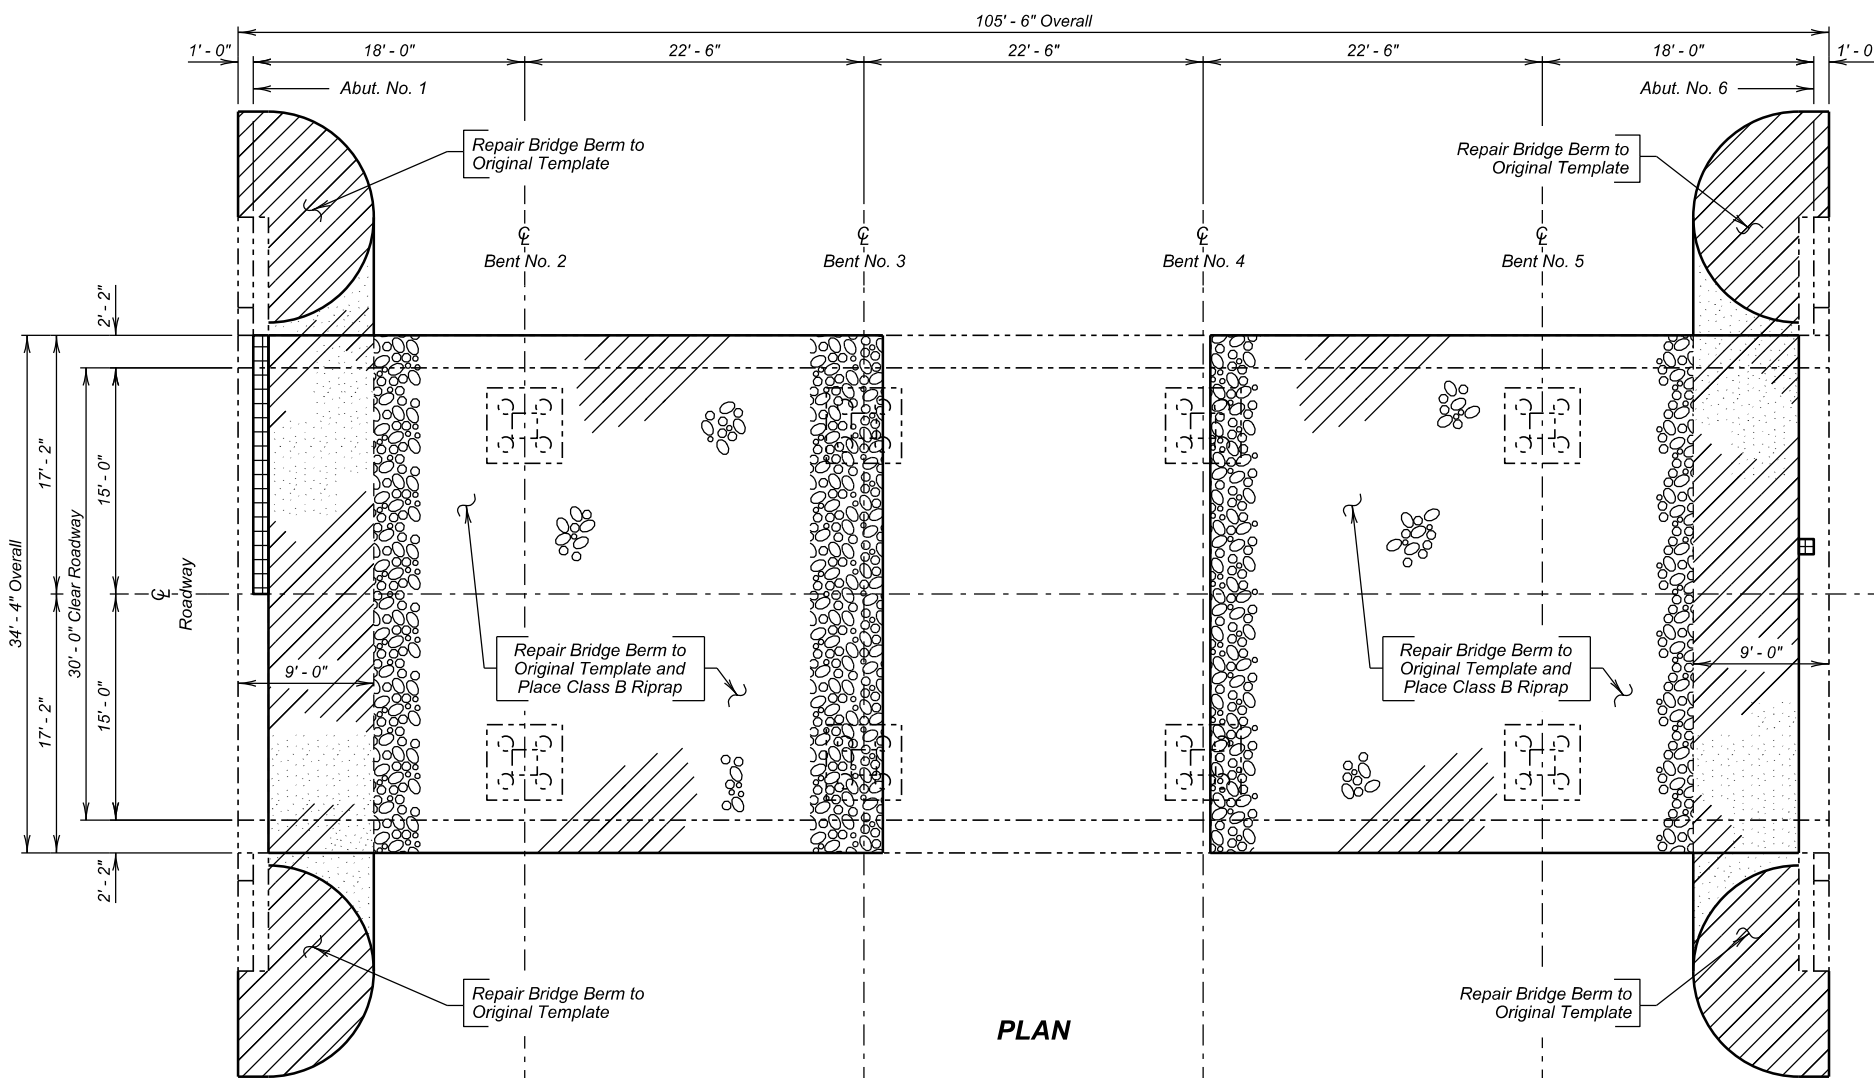 105' - 6" Overall
1' - 0"
18' - 0"
22' - 6"
22' - 6"
22' - 6"
18' - 0"
1' - 0
Abut. No. 1
Abut. No. 6
Repair Bridge Berm to
Original Template
Repair Bridge Berm to
Original Template
℄
Bent No. 2
℄
Bent No. 3
℄
Bent No. 4
℄
Bent No. 5
2' - 2"
17' - 2"
15' - 0"
34' - 4" Overall
30' - 0" Clear Roadway
℄
Roadway
17' - 2"
15' - 0"
2' - 2"
9' - 0"
Repair Bridge Berm to
Original Template and
Place Class B Riprap
Repair Bridge Berm to
Original Template and
Place Class B Riprap
9' - 0"
Repair Bridge Berm to
Original Template
Repair Bridge Berm to
Original Template
PLAN